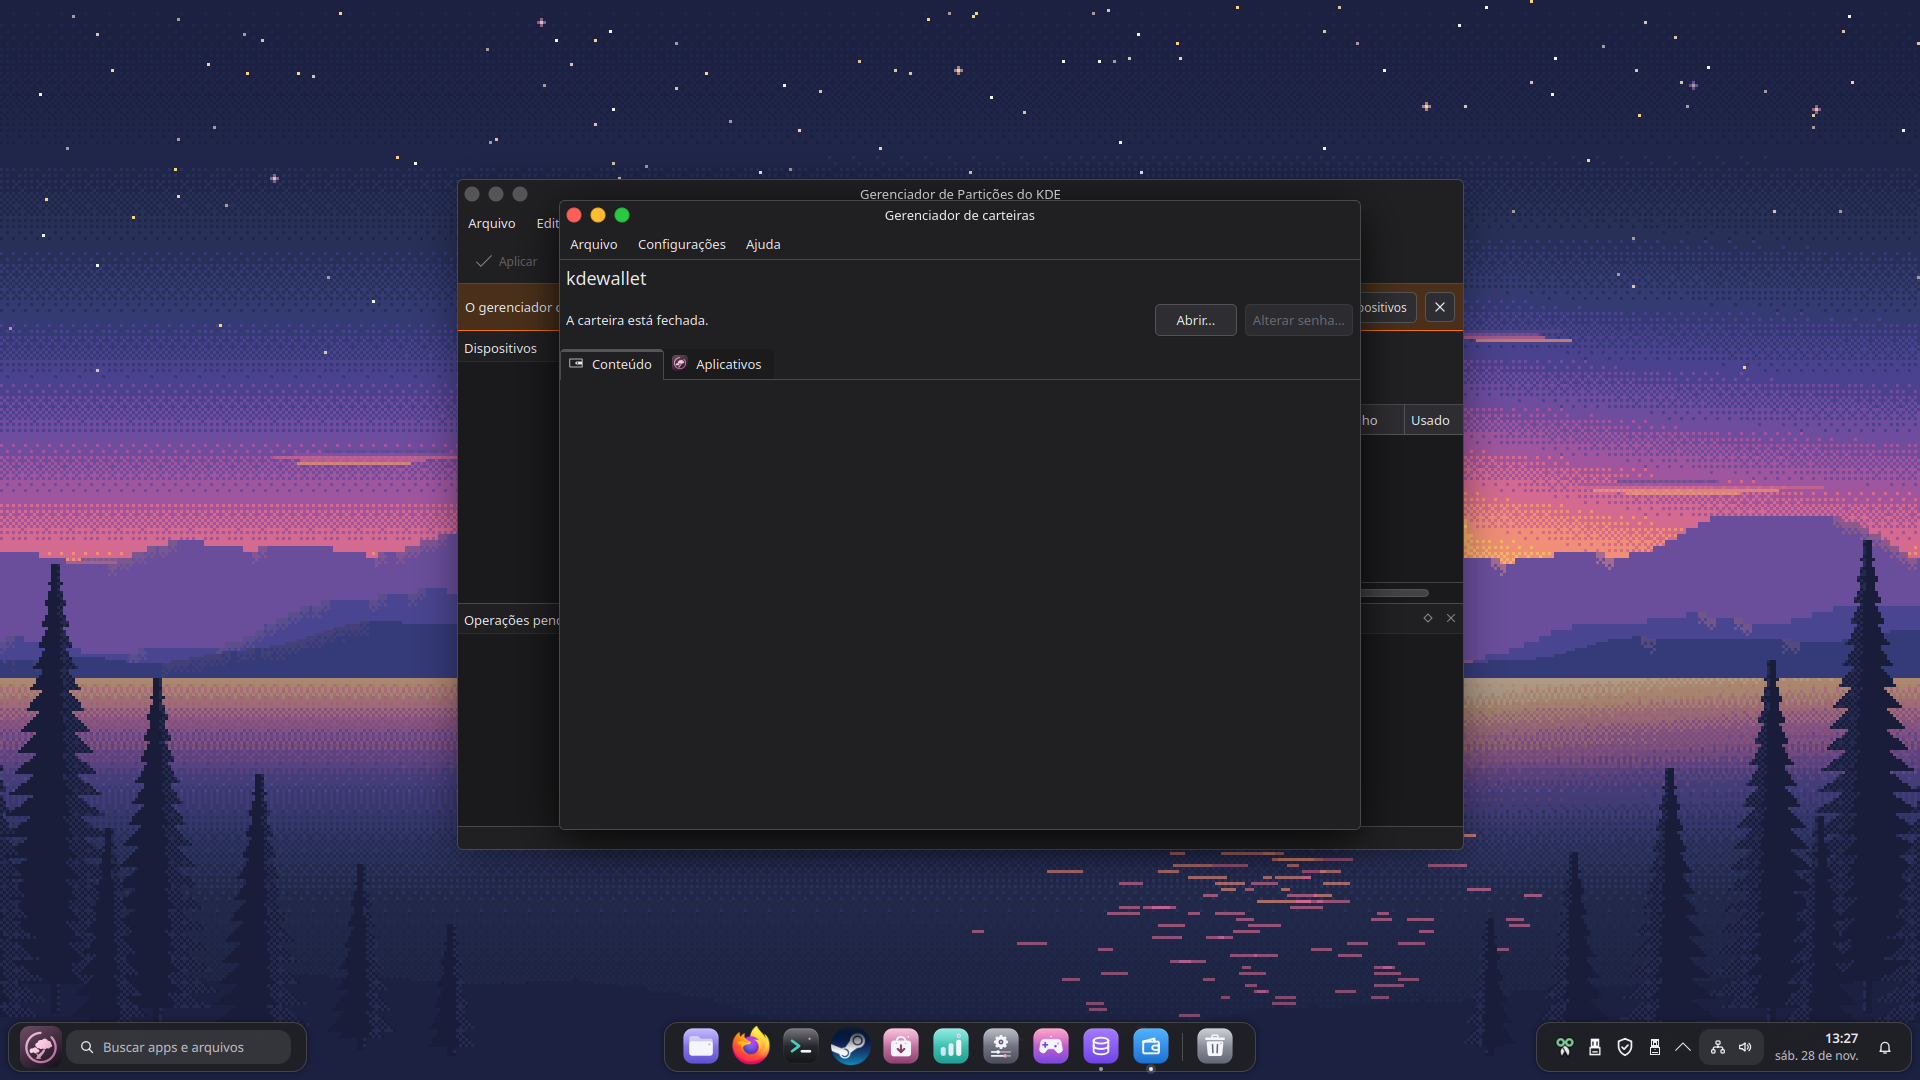 Gerenciador de Partições do KDE
Arquivo Edit
Aplicar
O gerenciador positivos
Dispositivos
ho Usado
Operações pend
Gerenciador de carteiras
Arquivo Configurações Ajuda
kdewallet
A carteira está fechada. Abrir... Alterar senha...
Conteúdo Aplicativos
Buscar apps e arquivos
13:27
sáb. 28 de nov.